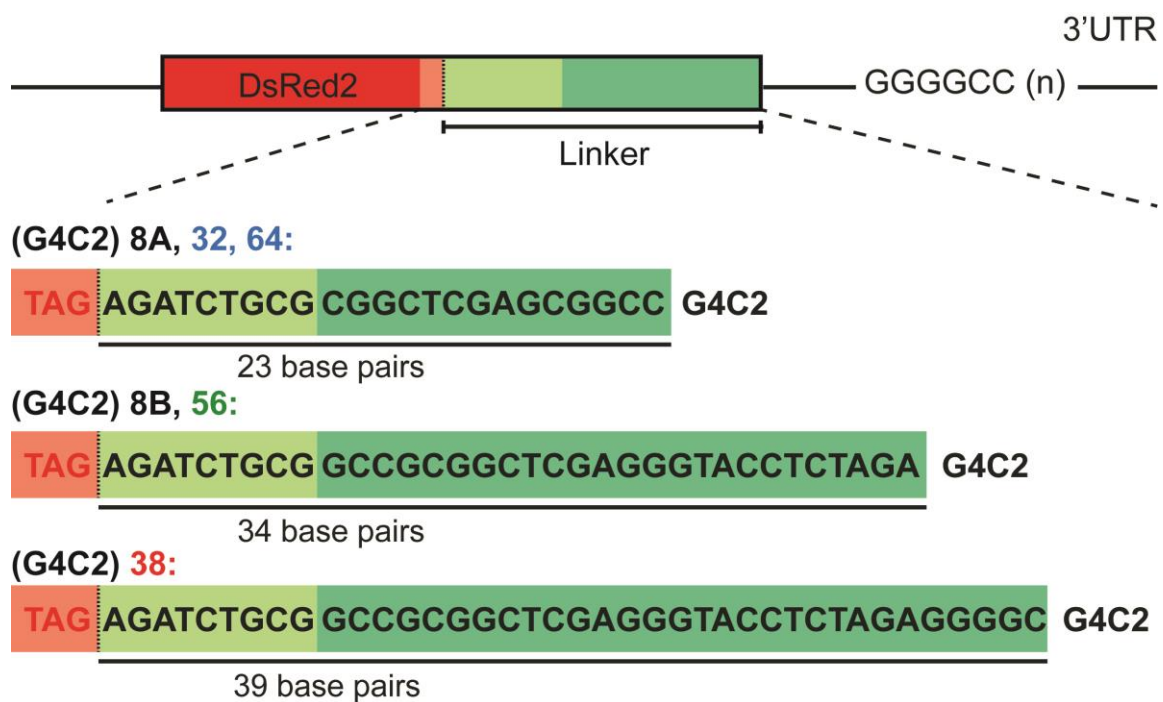 3'UTR
DsRed2
GGGGCC (n)
Linker
(G4C2) 8A, 32, 64:
TAG AGATCTGCG CGGCTCGAGCGGCC G4C2
23 base pairs
(G4C2) 8B, 56:
TAG AGATCTGCG GCCGCGGCTCGAGGGTACCTCTAGA G4C2
34 base pairs
(G4C2) 38:
TAG AGATCTGCG GCCGCGGCTCGAGGGTACCTCTAGAGGGGC G4C2
39 base pairs